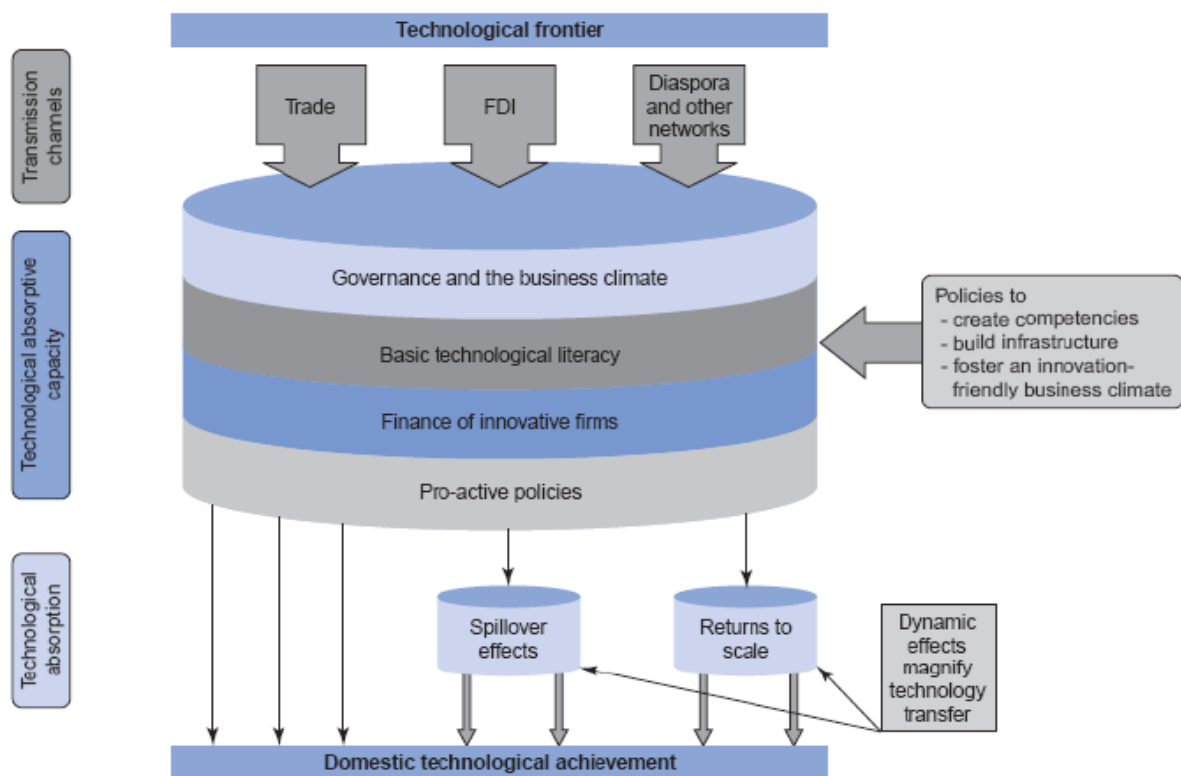 Technological frontier
Transmission
channels
Trade
FDI
Diaspora
and other
networks
Technological absorptive
capacity
Governance and the business climate
Basic technological literacy
Finance of innovative firms
Pro-active policies
Policies to
- create competencies
- build infrastructure
- foster an innovation-
friendly business climate
Technological
absorption
Spillover
effects
Returns to
scale
Dynamic
effects
magnify
technology
transfer
Domestic technological achievement